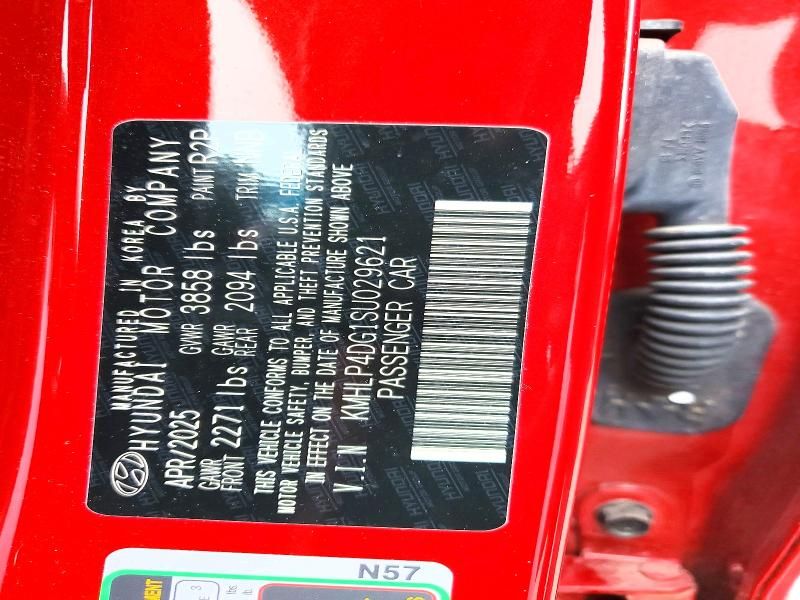 MANUFACTURED IN KOREA BY
HYUNDAI MOTOR COMPANY
APR/2025 GVWR 3858 lbs PAINT R2P
GAWR FRONT 2271 lbs GAWR REAR 2094 lbs TRIM
THIS VEHICLE CONFORMS TO ALL APPLICABLE U.S.A. FEDERAL
MOTOR VEHICLE SAFETY, BUMPER, AND THEFT PREVENTION STANDARDS
IN EFFECT ON THE DATE OF MANUFACTURE SHOWN ABOVE
V.I.N KMHLP4DG1SU029621
PASSENGER CAR
N57
3
lbs